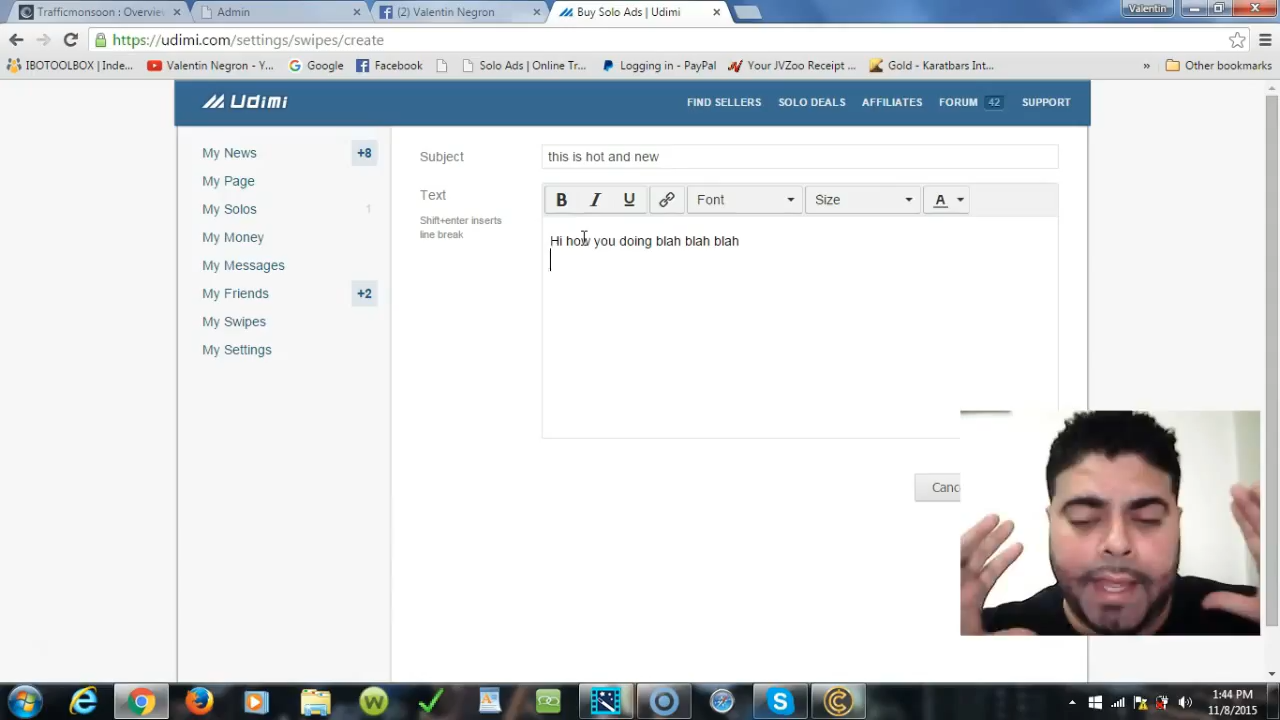 Trafficmonsoon : Overvie
Admin
(2) Valentin Negron
Buy Solo Ads | Udimi
Valentin
https://udimi.com/settings/swipes/create
IBOTOOLBOX | Inde...
Valentin Negron - Y...
Google
Facebook
Solo Ads | Online Tr...
Logging in - PayPal
Your JVZoo Receipt ...
Gold - Karatbars Int...
»
Other bookmarks
Udimi
FIND SELLERS
SOLO DEALS
AFFILIATES
FORUM 42
SUPPORT
My News +8
My Page
My Solos 1
My Money
My Messages
My Friends +2
My Swipes
My Settings
Subject
this is hot and new
Text
Shift+enter inserts
line break
B I U
Font
Size
A
Hi how you doing blah blah blah
Canc
1:44 PM
11/8/2015